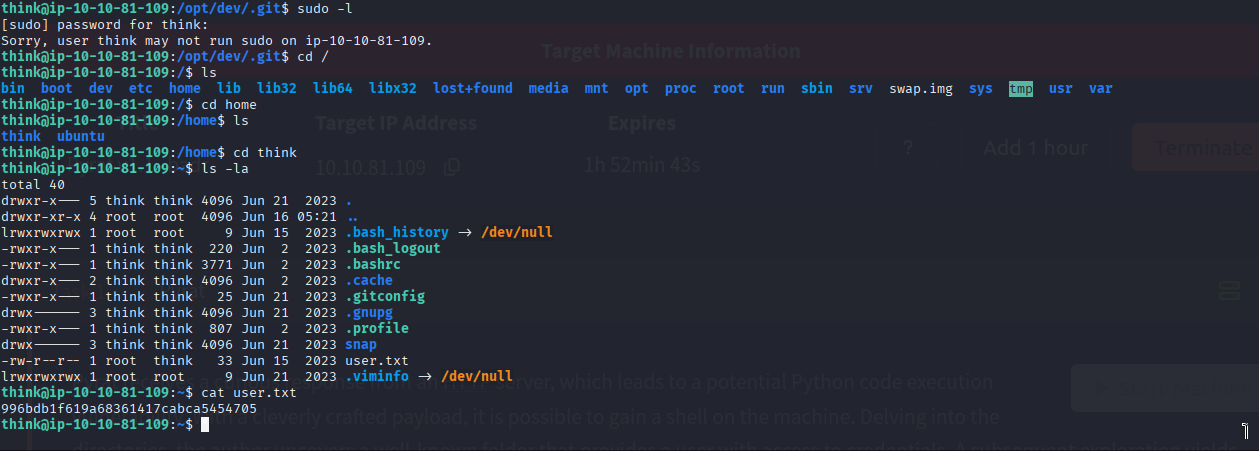 think@ip-10-10-81-109:/opt/dev/.git$ sudo -l
[sudo] password for think:
Sorry, user think may not run sudo on ip-10-10-81-109.
Target Machine Information
think@ip-10-10-81-109:/opt/dev/.git$ cd /
think@ip-10-10-81-109:/$ ls
bin boot dev etc home lib lib32 lib64 libx32 lost+found media mnt opt proc root run sbin srv swap.img sys tmp usr var
think@ip-10-10-81-109:/$ cd home
think@ip-10-10-81-109:/home$ ls
Title Target IP Address Expires
think ubuntu
? Add 1 hour Terminate
think@ip-10-10-81-109:/home$ cd think
10.10.81.109 1h 52min 43s
think@ip-10-10-81-109:~$ ls -la
total 40
drwxr-x--- 5 think think 4096 Jun 21 2023 .
drwxr-xr-x 4 root root 4096 Jun 16 05:21 ..
lrwxrwxrwx 1 root root 9 Jun 15 2023 .bash_history -> /dev/null
-rwxr-x--- 1 think think 220 Jun 2 2023 .bash_logout
-rwxr-x--- 1 think think 3771 Jun 2 2023 .bashrc
drwxr-x--- 2 think think 4096 Jun 2 2023 .cache
-rwxr-x--- 1 think think 25 Jun 21 2023 .gitconfig
drwx------ 3 think think 4096 Jun 21 2023 .gnupg
-rwxr-x--- 1 think think 807 Jun 2 2023 .profile
drwx------ 3 think think 4096 Jun 21 2023 snap
-rw-r--r-- 1 root think 33 Jun 15 2023 user.txt
lrwxrwxrwx 1 root root 9 Jun 21 2023 .viminfo -> /dev/null
server, which leads to a potential Python code execution
think@ip-10-10-81-109:~$ cat user.txt
996bdb1f619a68361417cabca5454705
cleverly crafted payload, it is possible to gain a shell on the machine. Delving into the
think@ip-10-10-81-109:~$